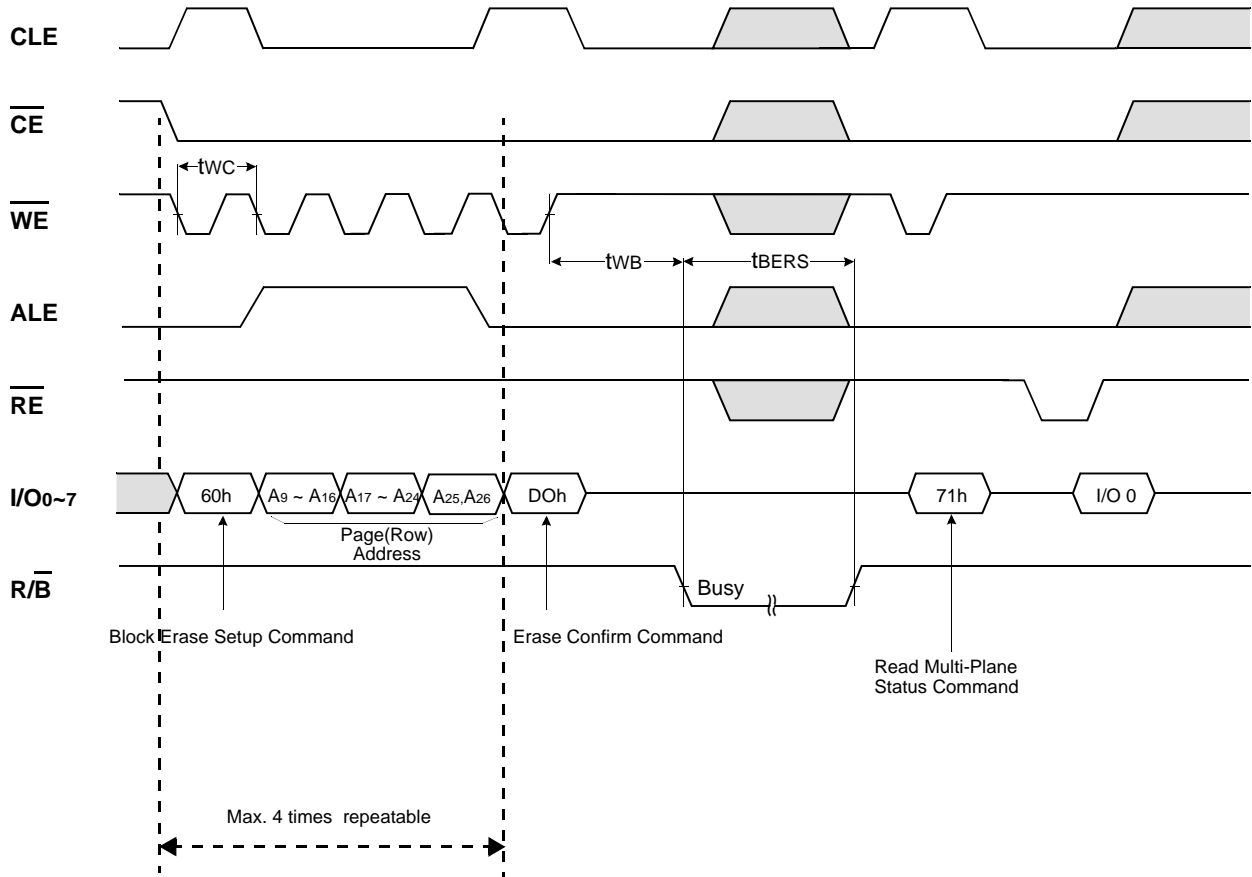 CLE
CE
tWC
WE
tWB
tBERS
ALE
RE
I/O0~7
60h
A9 ~ A16
A17 ~ A24
A25,A26
DOh
71h
I/O 0
Page(Row)
Address
R/B
Busy
Block Erase Setup Command
Erase Confirm Command
Read Multi-Plane
Status Command
Max. 4 times repeatable